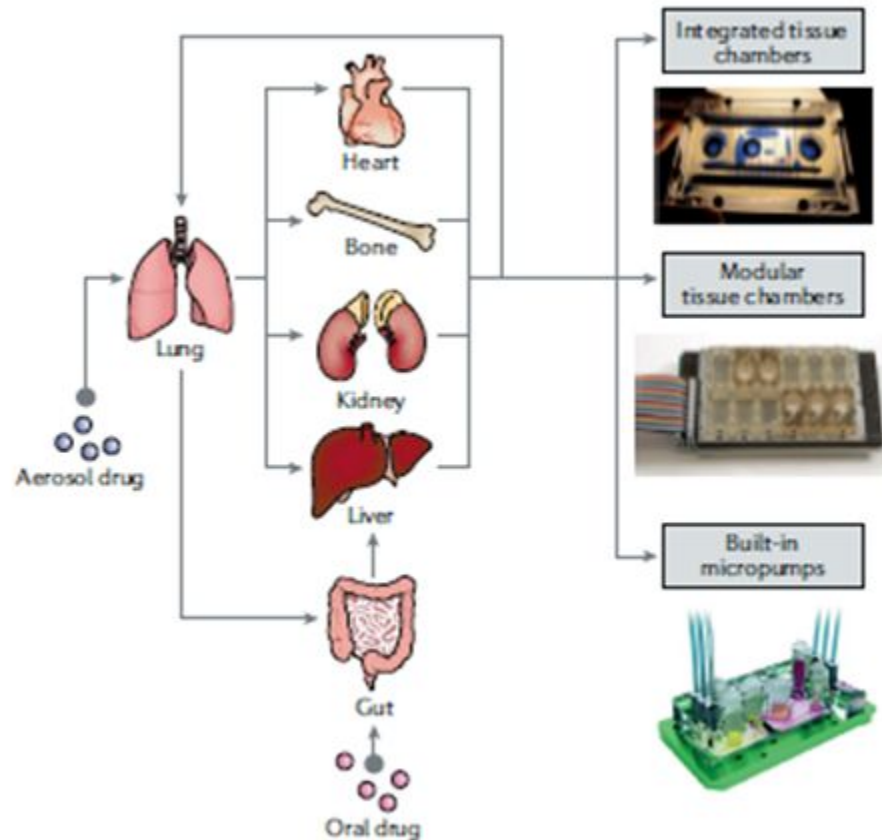 Integrated tissue
chambers
Heart
Bone
Modular
tissue chambers
Lung
Kidney
Aerosol drug
Liver
Built-in
micropumps
Gut
Oral drug